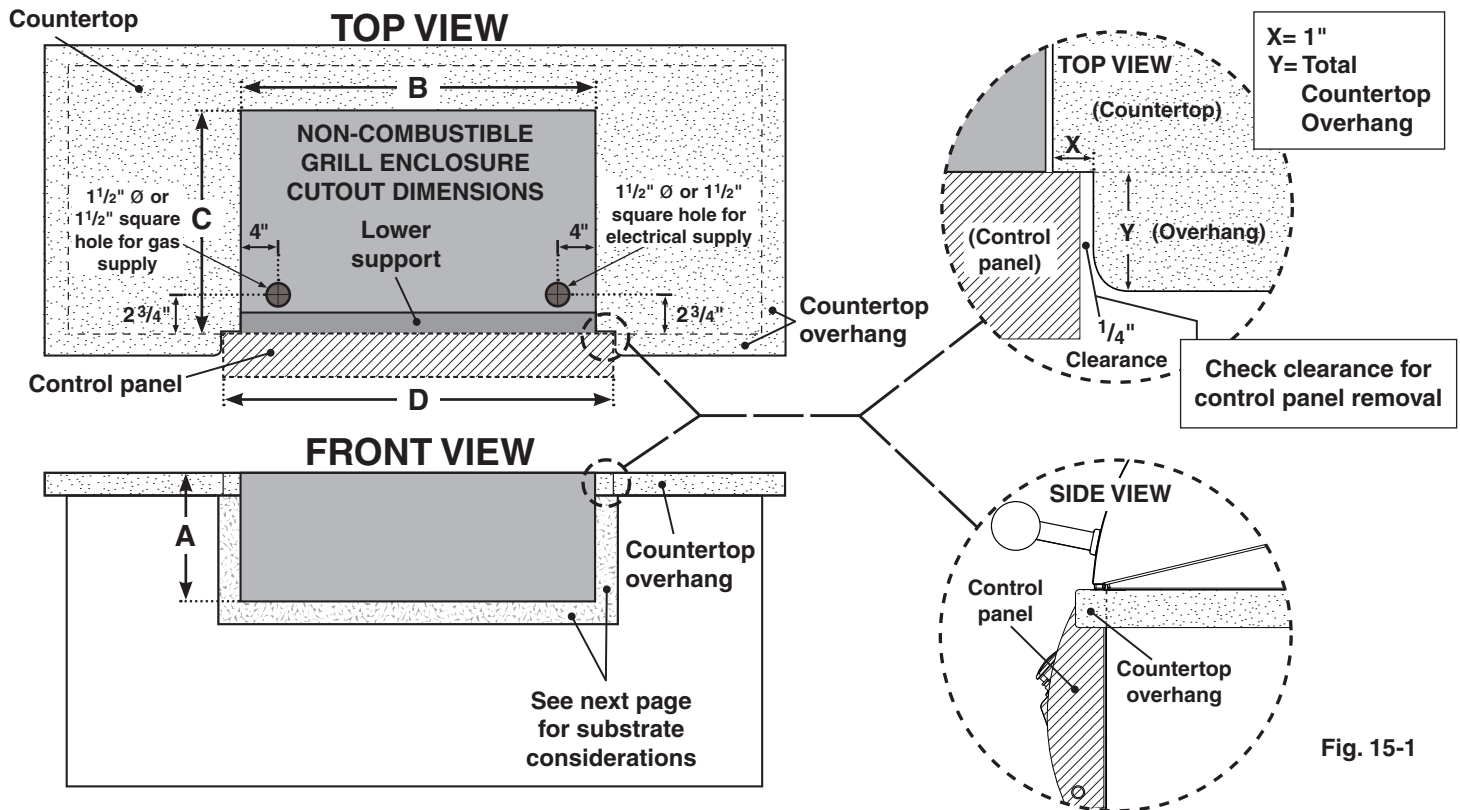 Countertop
TOP VIEW
B
NON-COMBUSTIBLE
GRILL ENCLOSURE
CUTOUT DIMENSIONS
1 1/2" Ø or
1 1/2" square
hole for gas
supply
C
4"
Lower
support
4"
1 1/2" Ø or 1 1/2"
square hole for
electrical supply
2 3/4"
2 3/4"
Countertop
overhang
Control panel
D
FRONT VIEW
A
Countertop
overhang
See next page
for substrate
considerations
TOP VIEW
(Countertop)
X
(Control
panel)
Y
(Overhang)
1/4"
Clearance
X= 1"
Y= Total
Countertop
Overhang
Check clearance for
control panel removal
SIDE VIEW
Control
panel
Countertop
overhang
Fig. 15-1